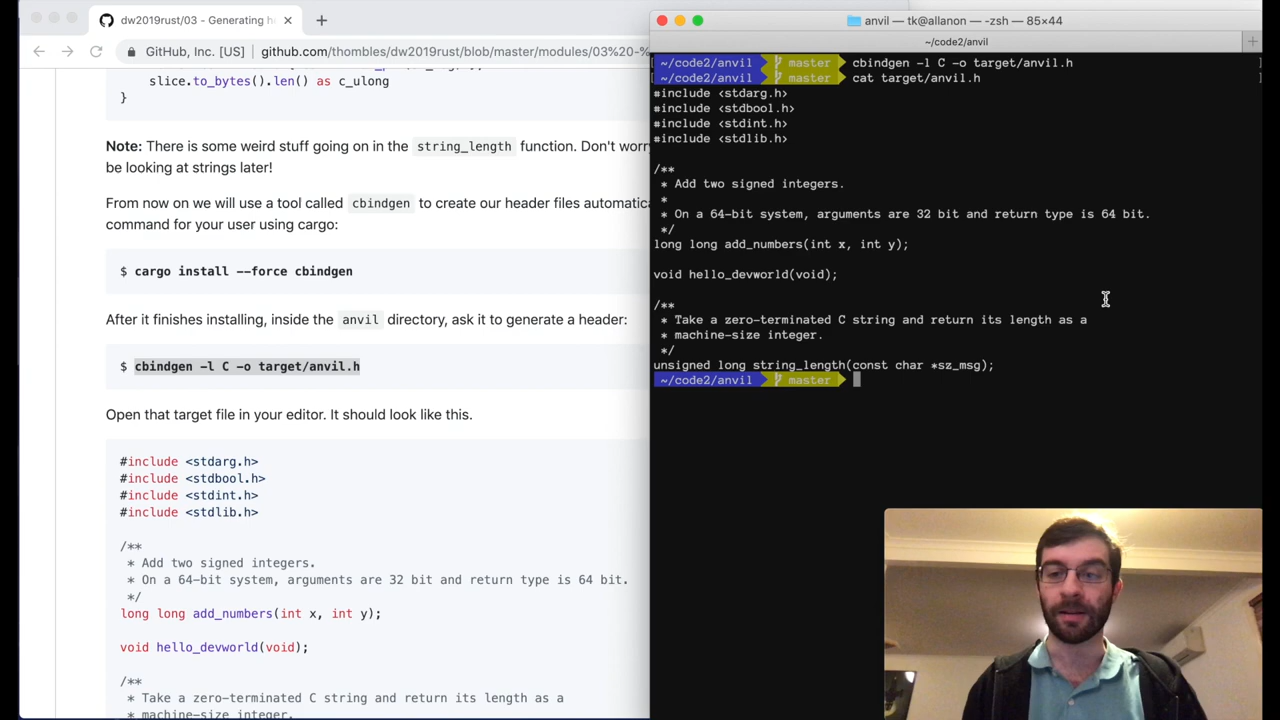 dw2019rust/03 - Generating he
GitHub, Inc. [US]
github.com/thombles/dw2019rust/blob/master/modules/03%20-%
slice.to_bytes().len() as c_ulong
}
Note: There is some weird stuff going on in the string_length function. Don't worry
be looking at strings later!
From now on we will use a tool called cbindgen to create our header files automatica
command for your user using cargo:
$ cargo install --force cbindgen
After it finishes installing, inside the anvil directory, ask it to generate a header:
$ cbindgen -l C -o target/anvil.h
Open that target file in your editor. It should look like this.
#include <stdarg.h>
#include <stdbool.h>
#include <stdint.h>
#include <stdlib.h>
/**
* Add two signed integers.
* On a 64-bit system, arguments are 32 bit and return type is 64 bit.
*/
long long add_numbers(int x, int y);
void hello_devworld(void);
/**
* Take a zero-terminated C string and return its length as a
* machine-size integer.
anvil — tk@allanon — -zsh — 85×44
~/code2/anvil
~/code2/anvil master cbindgen -l C -o target/anvil.h
~/code2/anvil master cat target/anvil.h
#include <stdarg.h>
#include <stdbool.h>
#include <stdint.h>
#include <stdlib.h>
/**
* Add two signed integers.
*
* On a 64-bit system, arguments are 32 bit and return type is 64 bit.
*/
long long add_numbers(int x, int y);
void hello_devworld(void);
/**
* Take a zero-terminated C string and return its length as a
* machine-size integer.
*/
unsigned long string_length(const char *sz_msg);
~/code2/anvil master